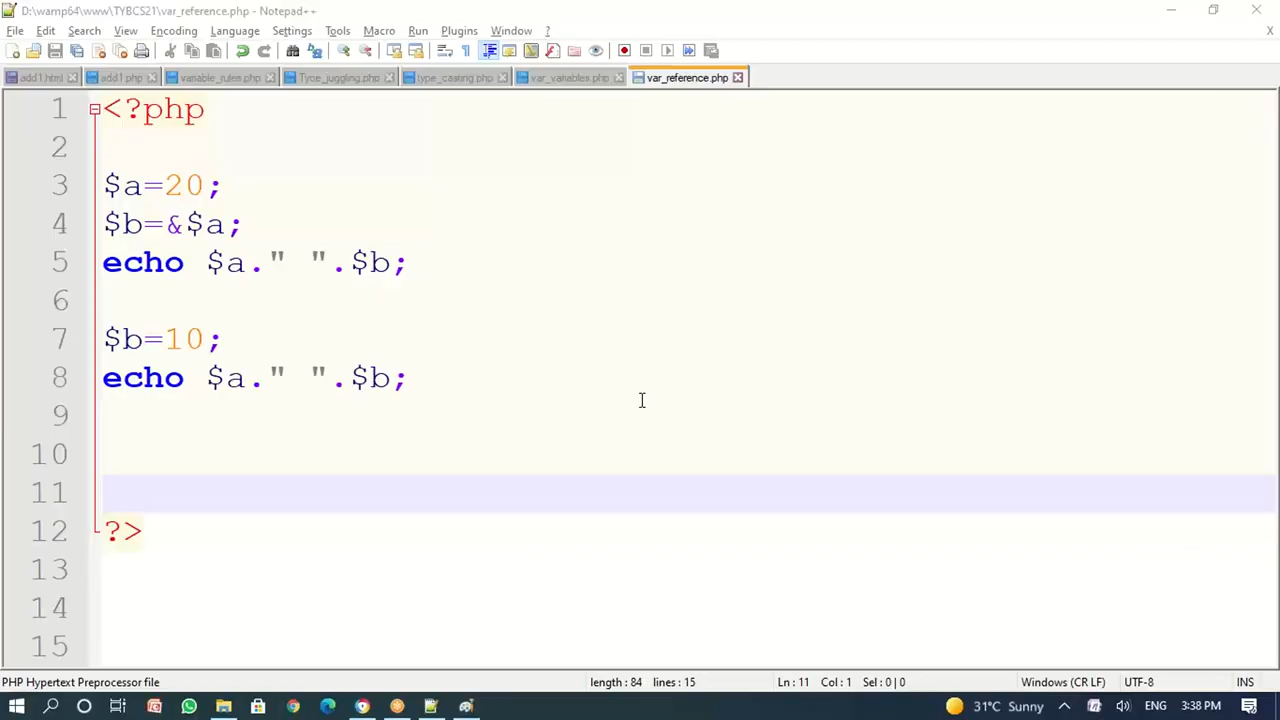 D:\wamp64\www\TYBCS21\var_reference.php - Notepad++
File Edit Search View Encoding Language Settings Tools Macro Run Plugins Window ? X
add1.html add1.php variable_rules.php Type_juggling.php type_casting.php var_variables.php var_reference.php
1 <?php
2
3 $a=20;
4 $b=&$a;
5 echo $a." ".$b;
6
7 $b=10;
8 echo $a." ".$b;
9
10
11
12 ?>
13
14
15
PHP Hypertext Preprocessor file length : 84 lines : 15 Ln : 11 Col : 1 Sel : 0 | 0 Windows (CR LF) UTF-8 INS
31°C Sunny ENG 3:38 PM